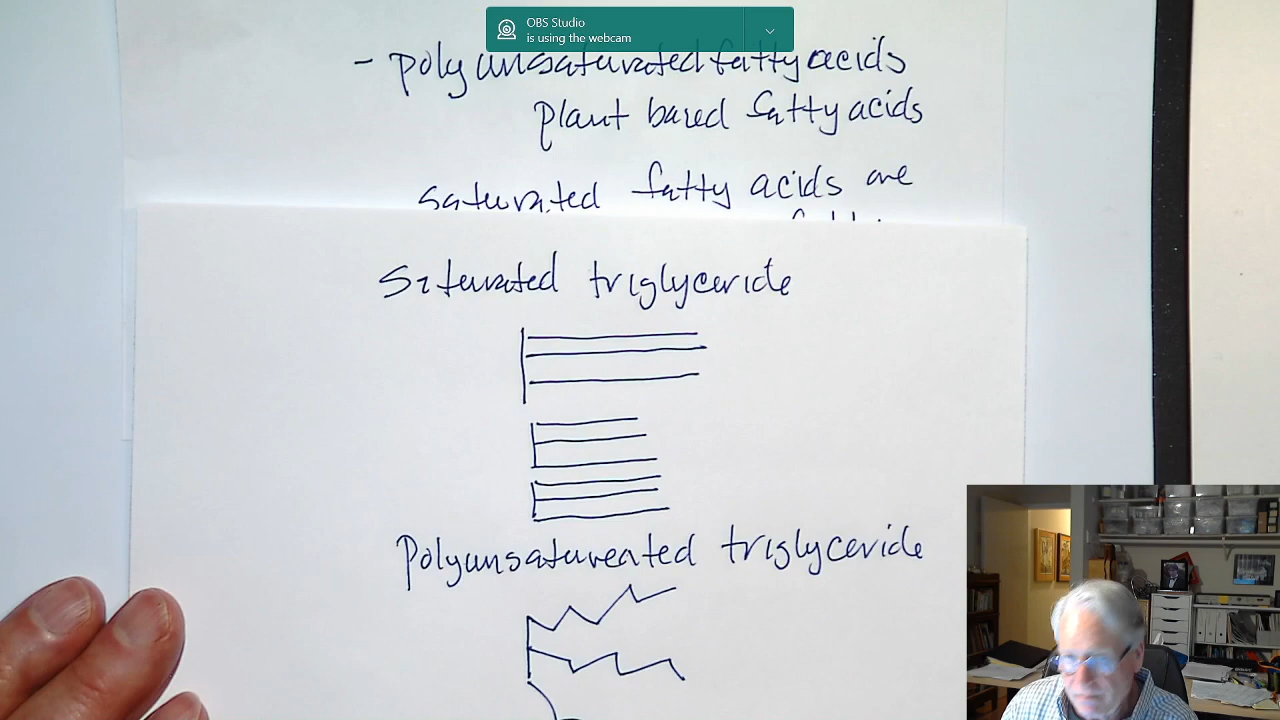 OBS Studio
is using the webcam
- polyunsaturated fatty acids
plant based fatty acids
saturated fatty acids are
Saturated triglyceride
Polyunsatureated triglyceride